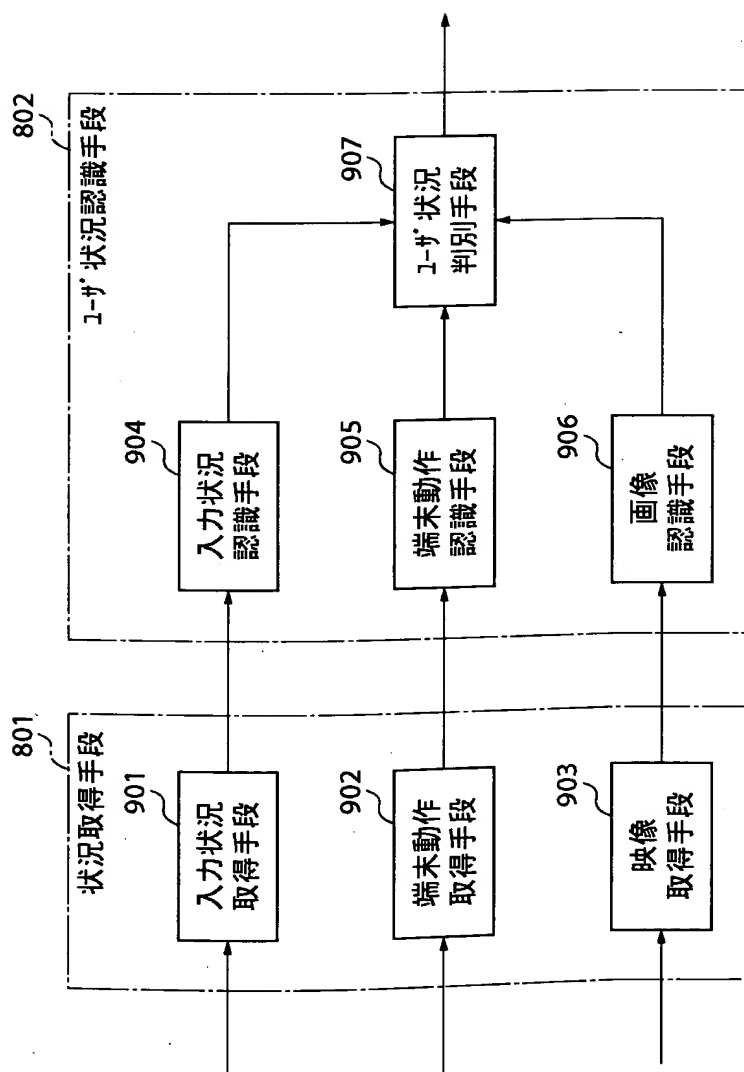 801
状況取得手段
901
入力状況
取得手段
902
端末動作
取得手段
903
映像
取得手段
802
ﾕｰｻﾞ状況認識手段
904
入力状況
認識手段
905
端末動作
認識手段
906
画像
認識手段
907
ﾕｰｻﾞ状況
判別手段